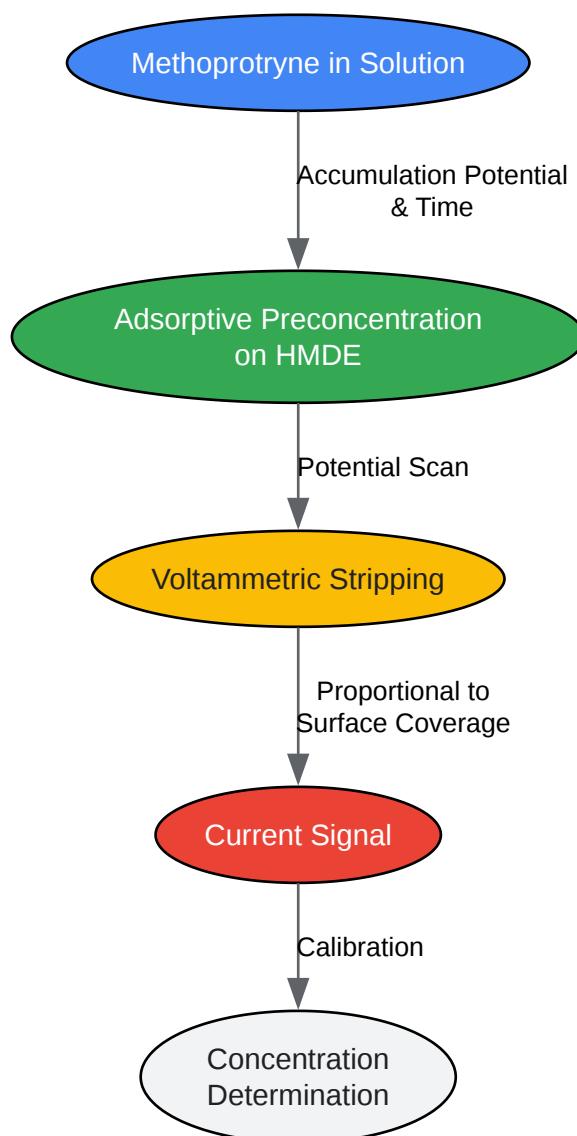 Methoprotryne in Solution
Accumulation Potential
& Time
Adsorptive Preconcentration
on HMDE
Potential Scan
Voltammetric Stripping
Proportional to
Surface Coverage
Current Signal
Calibration
Concentration
Determination